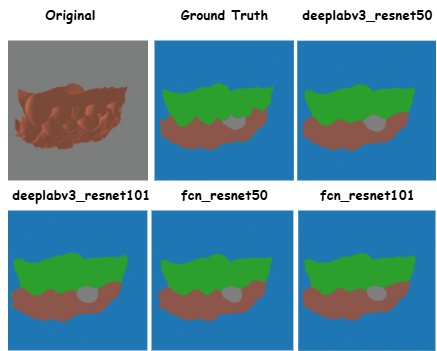 Original
Ground Truth
deeplabv3_resnet50
deeplabv3_resnet101
fcn_resnet50
fcn_resnet101